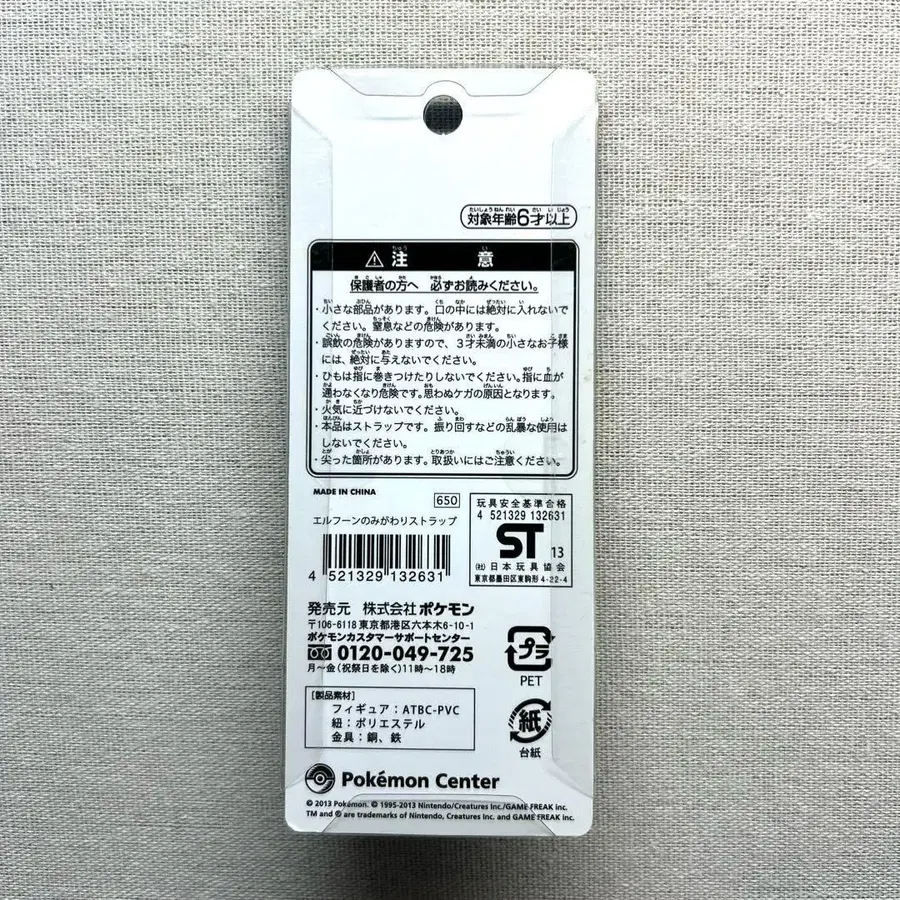 対象年齢6才以上
⚠注意
保護者の方へ 必ずお読みください。
・小さな部品があります。口の中には絶対に入れないで
ください。窒息などの危険があります。
・誤飲の危険がありますので、3才未満の小さなお子様
には、絶対に与えないでください。
・ひもは指に巻きつけたりしないでください。指に血が
通わなくなり危険です。思わぬケガの原因となります。
・火気に近づけないでください。
・本品はストラップです。振り回すなどの乱暴な使用は
しないでください。
・尖った箇所があります。取扱いにはご注意ください。
MADE IN CHINA
650
エルフーンのみがわりストラップ
4 521329 132631
玩具安全基準合格
4 521329 132631
ST 13
(社)日本玩具協会
東京都墨田区東駒形4-22-4
発売元 株式会社ポケモン
〒106-6118 東京都港区六本木6-10-1
ポケモンカスタマーサポートセンター
0120-049-725
月~金(祝祭日を除く)11時~18時
プラ
PET
[製品素材]
フィギュア:ATBC-PVC
紐:ポリエステル
金具:銅、鉄
紙
台紙
Pokémon Center
© 2013 Pokémon. © 1995-2013 Nintendo/Creatures Inc./GAME FREAK inc.
TM and ® are trademarks of Nintendo, Creatures Inc. and GAME FREAK inc.